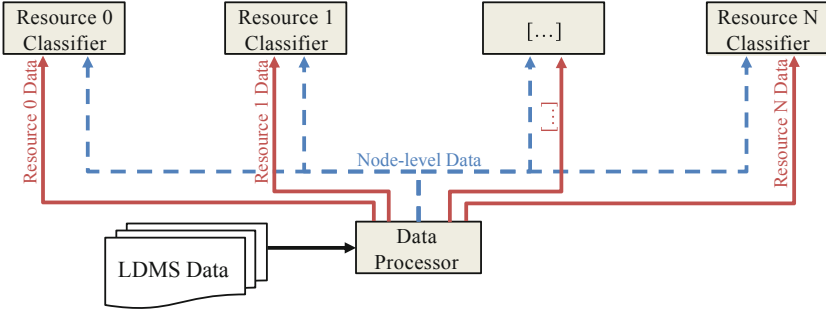 Resource 0
Classifier
Resource 1
Classifier
[...]
Resource N
Classifier
Resource 0 Data
Resource 1 Data
[...]
Resource N Data
Node-level Data
LDMS Data
Data
Processor